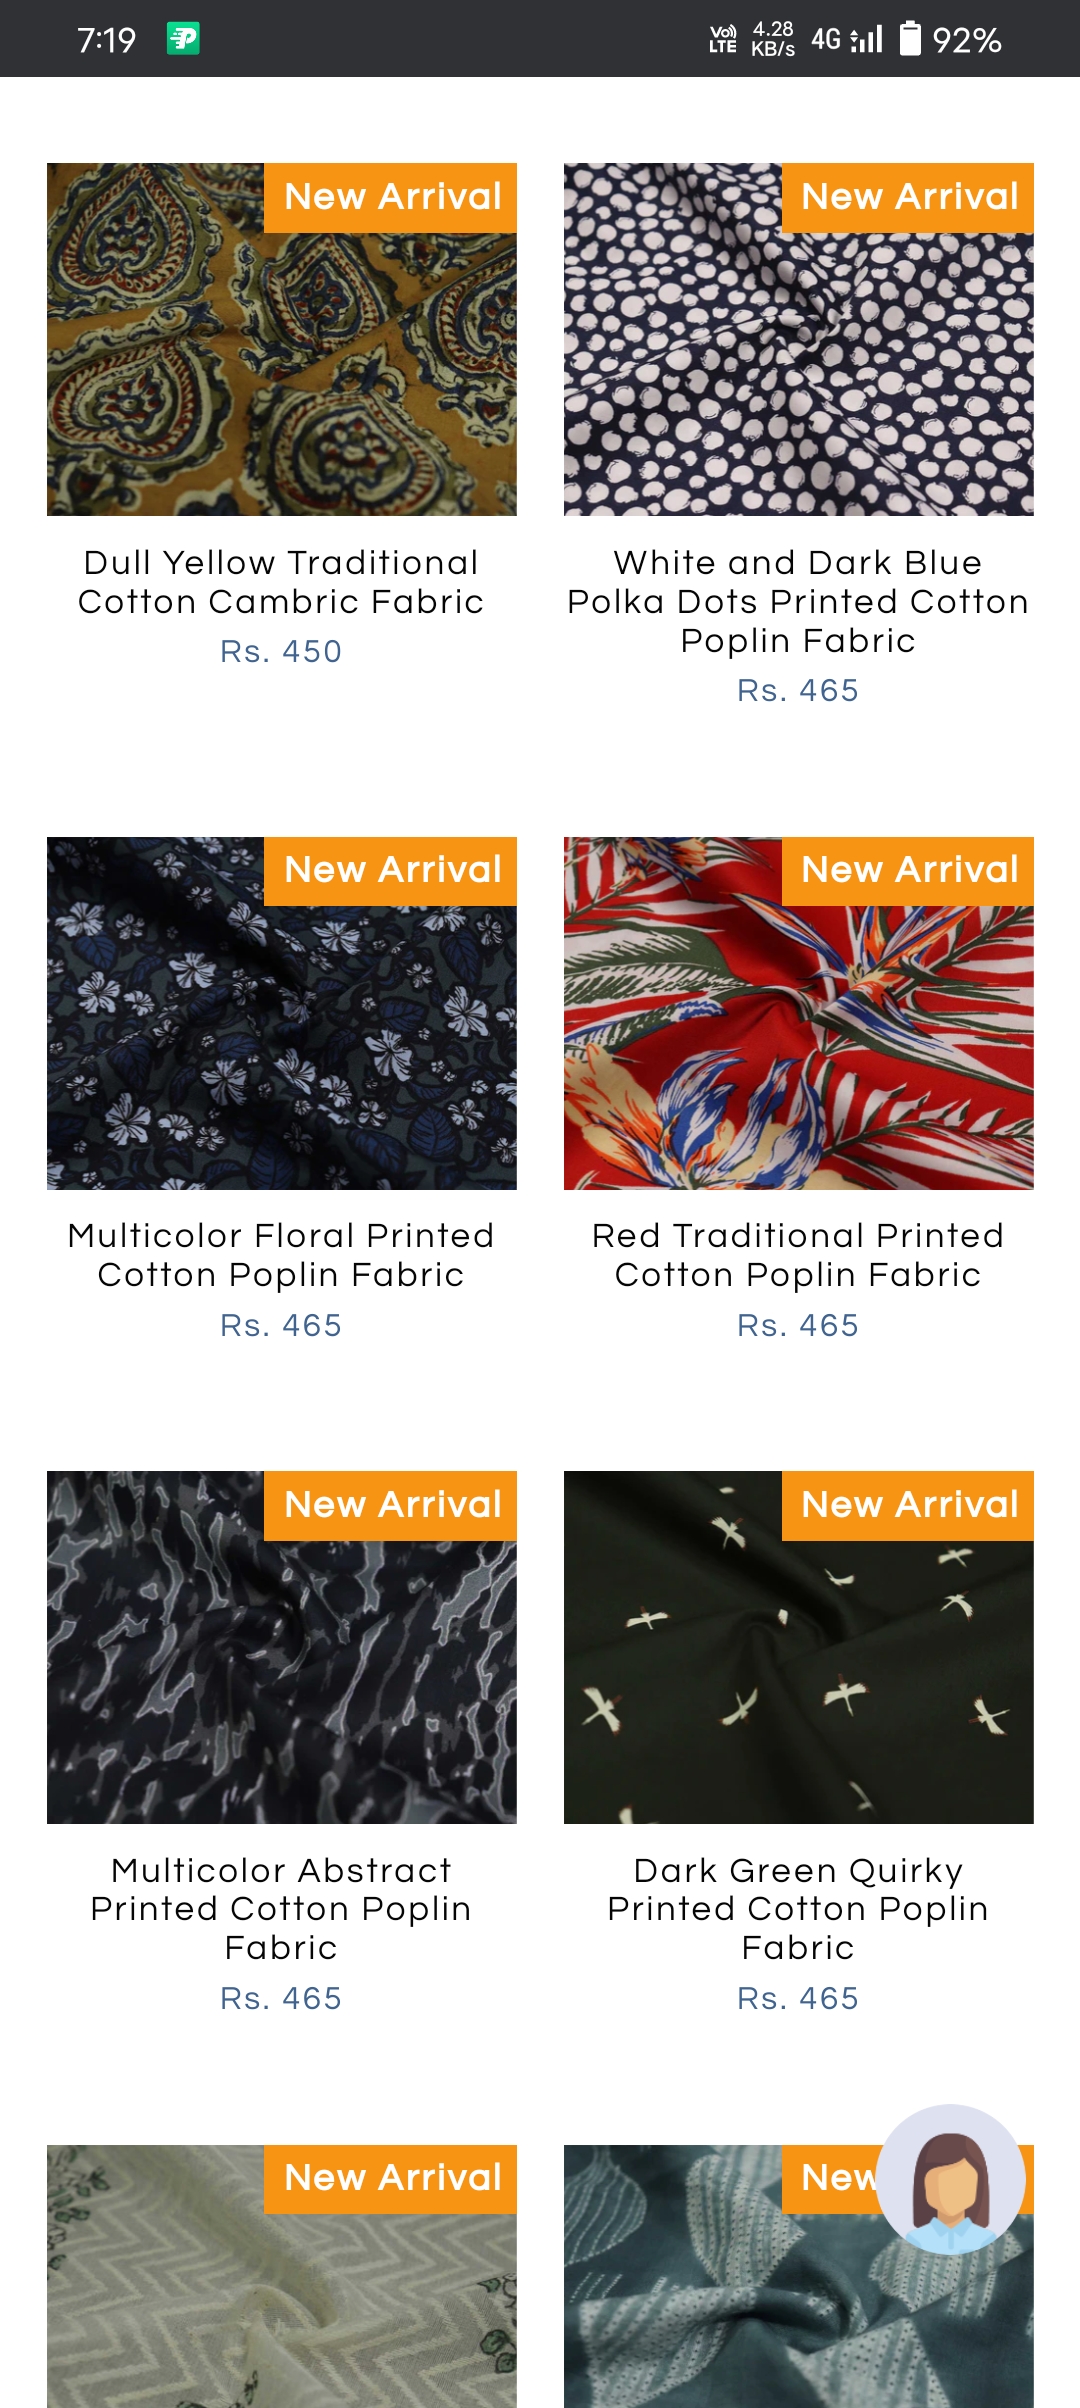 7:19
Vo)) LTE 4.28 KB/s 4G 92%
New Arrival
New Arrival
Dull Yellow Traditional
Cotton Cambric Fabric
Rs. 450
White and Dark Blue
Polka Dots Printed Cotton
Poplin Fabric
Rs. 465
New Arrival
New Arrival
Multicolor Floral Printed
Cotton Poplin Fabric
Rs. 465
Red Traditional Printed
Cotton Poplin Fabric
Rs. 465
New Arrival
New Arrival
Multicolor Abstract
Printed Cotton Poplin
Fabric
Rs. 465
Dark Green Quirky
Printed Cotton Poplin
Fabric
Rs. 465
New Arrival
New